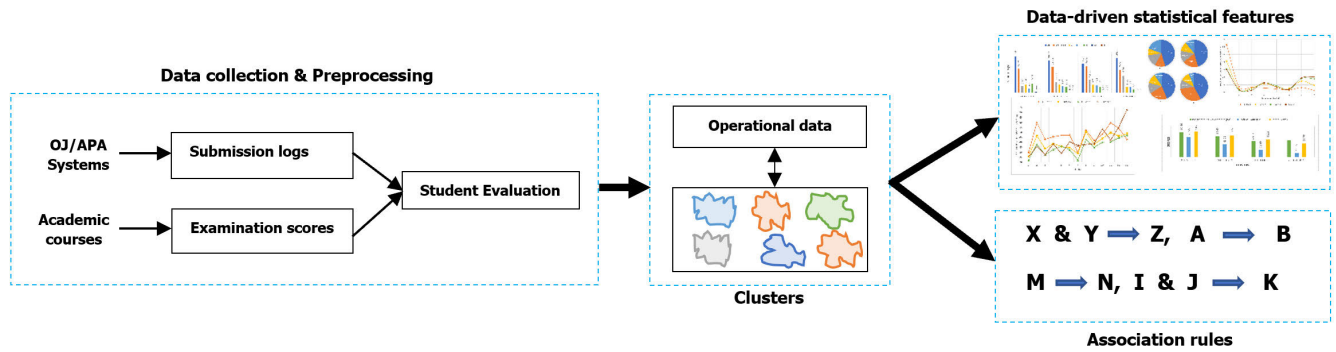 Data collection & Preprocessing
OJ/APA
Systems
Submission logs
Academic
courses
Examination scores
Student Evaluation
Operational data
Clusters
Data-driven statistical features
X & Y Z, A B
M N, I & J K
Association rules